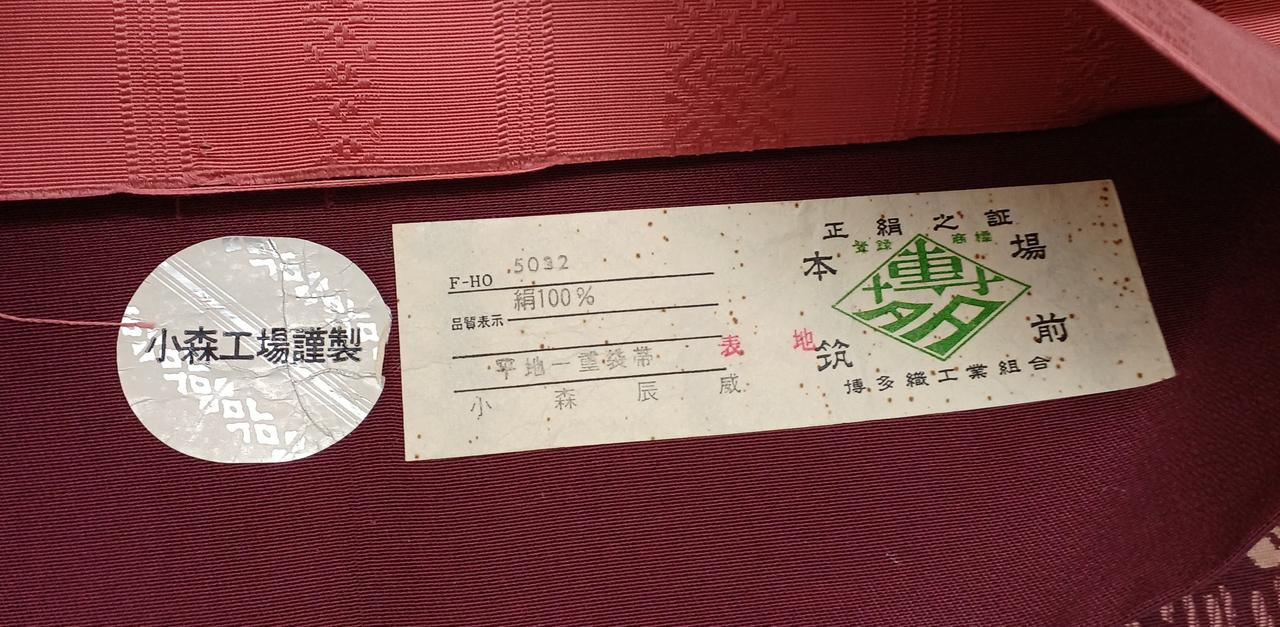 小森工場謹製
F-HO 5032
品質表示 絹100%
平地一重袋帯
小森辰威
表地
正絹之証
登録商標
本場
博多
筑前
博多織工業組合